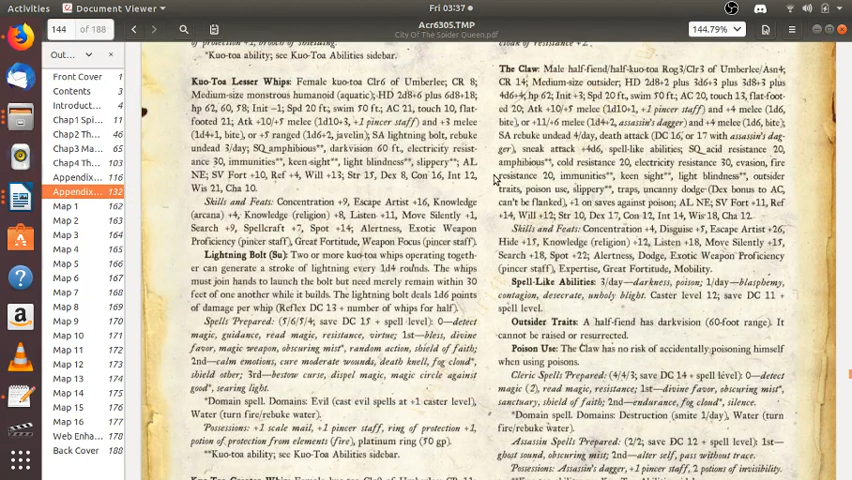 Activities
Document Viewer
Fri 03:37
144 of 188
Acr6305.TMP
City Of The Spider Queen.pdf
144.79%
Out...
Front Cover 1
Contents 3
Introduct... 4
Chap1 Spi... 7
Chap2 Th... 46
Chap3 Ma... 65
Chap4 Th... 103
Appendix... 116
Appendix... 132
Map 1 162
Map 2 163
Map 3 164
Map 4 165
Map 5 166
Map 6 167
Map 7 168
Map 8 169
Map 9 170
Map 10 171
Map 11 172
Map 12 173
Map 13 174
Map 14 175
Map 15 176
Map 16 177
Web Enha... 178
Back Cover 188
*Kuo-toa ability; see Kuo-Toa Abilities sidebar.
Kuo-Toa Lesser Whips: Female kuo-toa Clr6 of Umberlee; CR 8;
Medium-size monstrous humanoid (aquatic); HD 2d8+6 plus 6d8+18;
hp 62, 60, 58; Init –1; Spd 20 ft., swim 50 ft.; AC 21, touch 10, flat-
footed 21; Atk +10/+5 melee (1d10+1, +1 pincer staff) and +3 melee
(1d4+1, bite), or +5 ranged (1d6+2, javelin); SA lightning bolt, rebuke
undead 3/day; SQ amphibious**, darkvision 60 ft., electricity resist-
ance 30, immunities**, keen sight**, light blindness**, slippery**; AL
NE; SV Fort +10, Ref +4, Will +13; Str 15, Dex 8, Con 16, Int 12,
Wis 21, Cha 10.
Skills and Feats: Concentration +9, Escape Artist +16, Knowledge
(arcana) +4, Knowledge (religion) +8, Listen +11, Move Silently +1,
Search +9, Spellcraft +7, Spot +14; Alertness, Exotic Weapon
Proficiency (pincer staff), Great Fortitude, Weapon Focus (pincer staff).
Lightning Bolt (Su): Two or more kuo-toa whips operating togeth-
er can generate a stroke of lightning every 1d4 rounds. The whips
must join hands to launch the bolt but need merely remain within 30
feet of one another while it builds. The lightning bolt deals 1d6 points
of damage per whip (Reflex DC 13 + number of whips for half).
Spells Prepared: (5/6/5/4; save DC 15 + spell level): 0—detect
magic, guidance, read magic, resistance, virtue; 1st—bless, divine
favor, magic weapon, obscuring mist*, random action, shield of faith;
2nd—calm emotions, cure moderate wounds, death knell, fog cloud*,
shield other; 3rd—bestow curse, dispel magic, magic circle against
good*, searing light.
*Domain spell. Domains: Evil (cast evil spells at +1 caster level),
Water (turn fire/rebuke water).
Possessions: +1 scale mail, +1 pincer staff, ring of protection +1,
potion of protection from elements (fire), platinum ring (50 gp).
**Kuo-toa ability; see Kuo-Toa Abilities sidebar.
The Claw: Male half-fiend/half-kuo-toa Rog3/Clr3 of Umberlee/Asn4;
CR 14; Medium-size outsider; HD 2d8+2 plus 3d6+3 plus 3d8+3 plus
4d6+4; hp 62; Init +3; Spd 20 ft., swim 50 ft.; AC 23, touch 13, flat-foot-
ed 20; Atk +10/+5 melee (1d10+1, +1 pincer staff) and +4 melee (1d6,
bite), or +11/+6 melee (1d4+2, assassin's dagger) and +4 melee (1d6, bite);
SA rebuke undead 4/day, death attack (DC 16, or 17 with assassin's dag-
ger), sneak attack +4d6, spell-like abilities; SQ acid resistance 20,
amphibious**, cold resistance 20, electricity resistance 30, evasion, fire
resistance 20, immunities**, keen sight**, light blindness**, outsider
traits, poison use, slippery**, traps, uncanny dodge (Dex bonus to AC,
can't be flanked), +1 on saves against poison; AL NE; SV Fort +11, Ref
+14, Will +12; Str 10, Dex 17, Con 12, Int 14, Wis 18, Cha 12.
Skills and Feats: Concentration +4, Disguise +5, Escape Artist +26,
Hide +15, Knowledge (religion) +12, Listen +18, Move Silently +15,
Search +18, Spot +22; Alertness, Dodge, Exotic Weapon Proficiency
(pincer staff), Expertise, Great Fortitude, Mobility.
Spell-Like Abilities: 3/day—darkness, poison; 1/day—blasphemy,
contagion, desecrate, unholy blight. Caster level 12; save DC 11 +
spell level.
Outsider Traits: A half-fiend has darkvision (60-foot range). It
cannot be raised or resurrected.
Poison Use: The Claw has no risk of accidentally poisoning himself
when using poisons.
Cleric Spells Prepared: (4/4/3; save DC 14 + spell level): 0—detect
magic (2), read magic, resistance; 1st—divine favor, obscuring mist*,
sanctuary, shield of faith; 2nd—endurance, fog cloud*, silence.
*Domain spell. Domains: Destruction (smite 1/day), Water (turn
fire/rebuke water).
Assassin Spells Prepared: (2/2; save DC 12 + spell level): 1st—
ghost sound, obscuring mist; 2nd—alter self, pass without trace.
Possessions: Assassin's dagger, +1 pincer staff, 2 potions of invisibility.